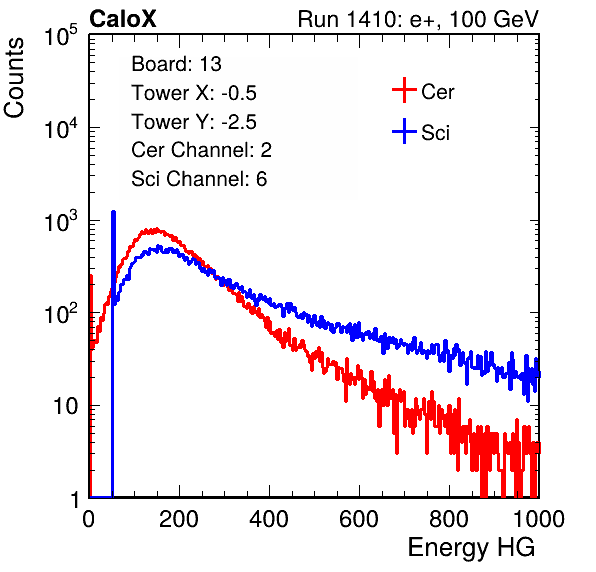 CaloX Run 1410: e+, 100 GeV
Counts
10^5
10^4
10^3
10^2
10
1
Board: 13
Tower X: -0.5
Tower Y: -2.5
Cer Channel: 2
Sci Channel: 6
Cer
Sci
0 200 400 600 800 1000
Energy HG